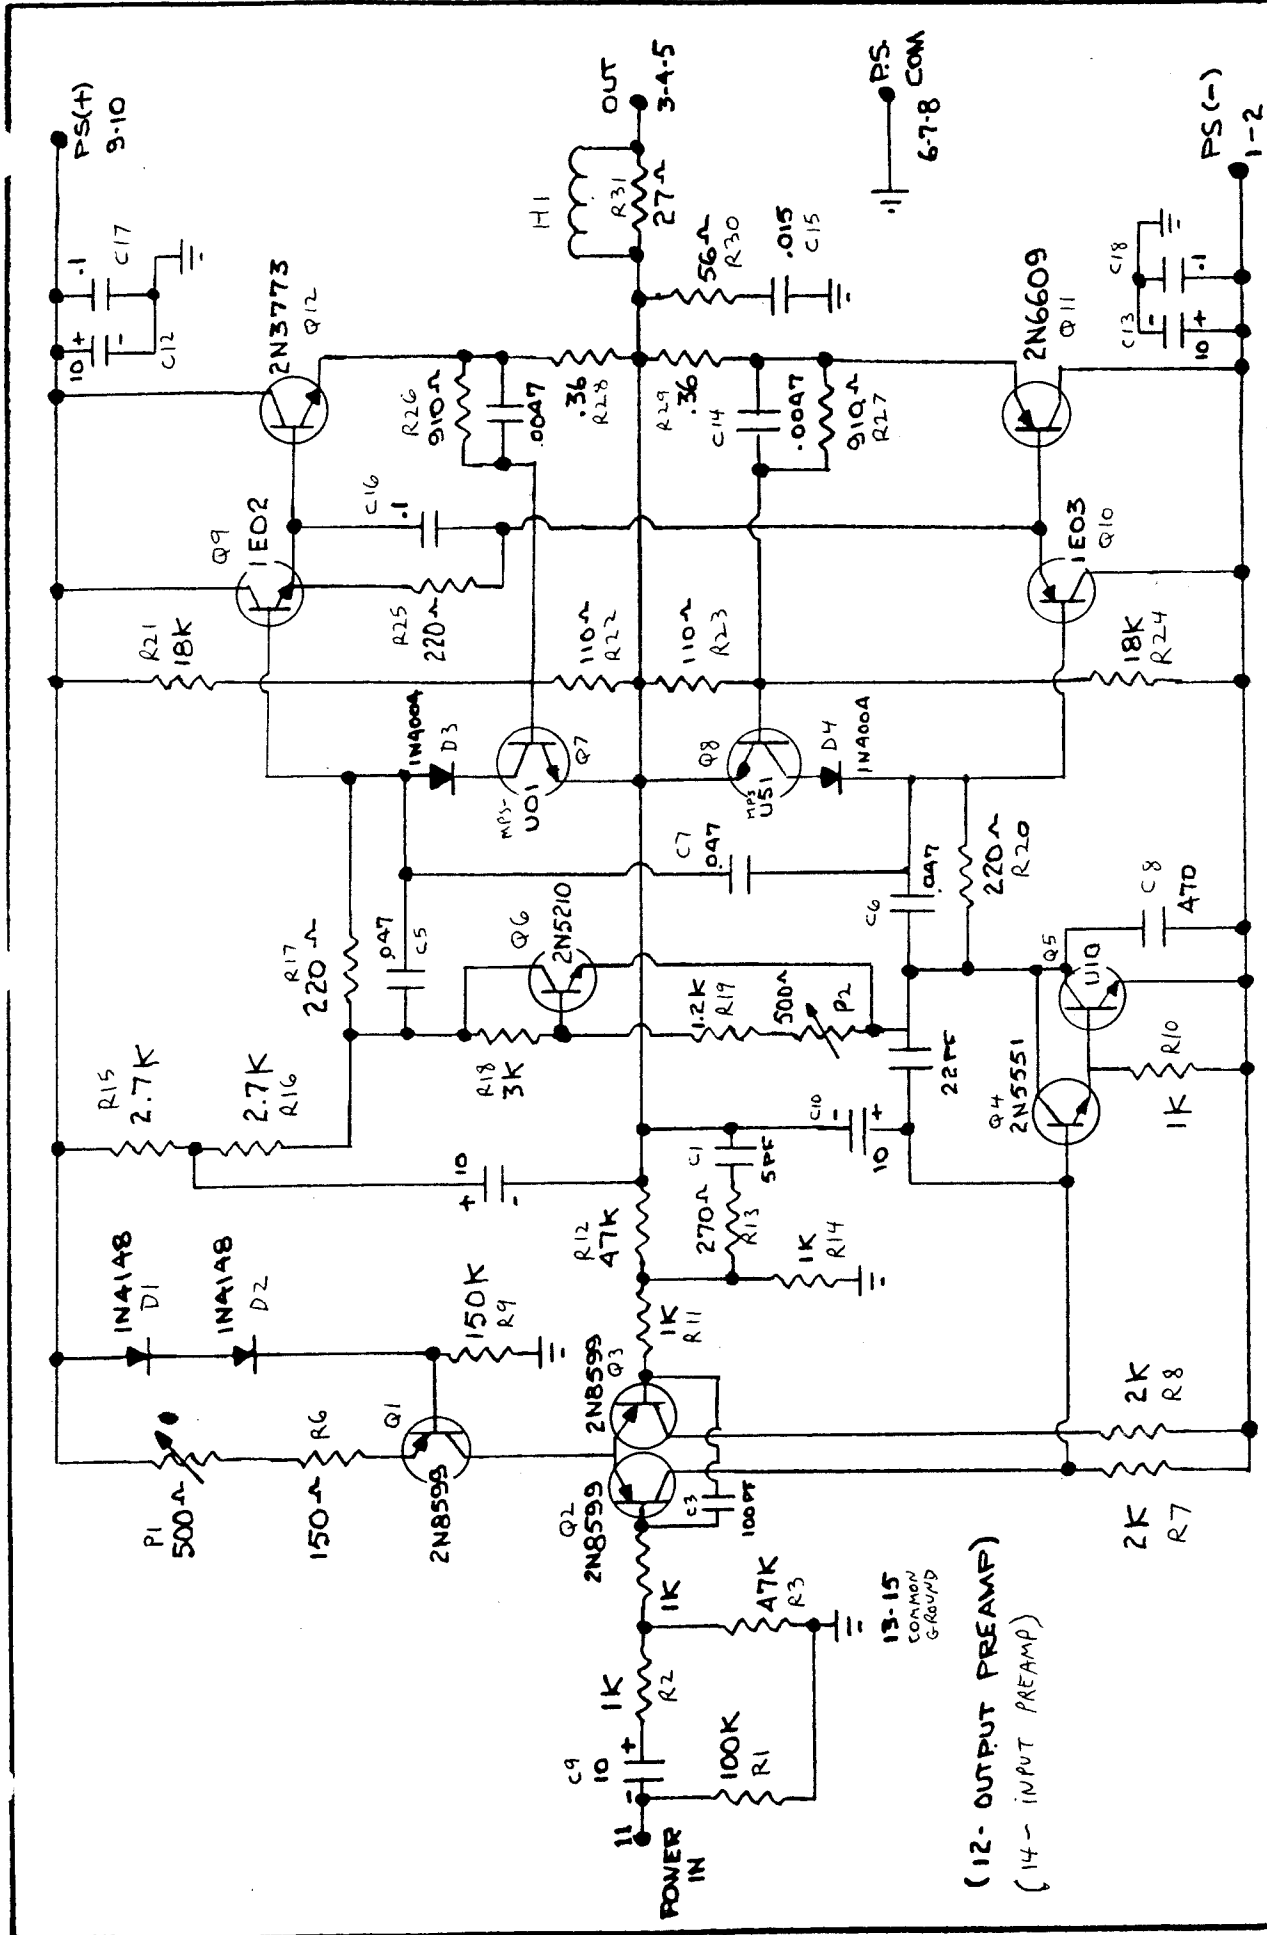 PS(+)
9-10
.1
C17
10 +
-
C12
2N3773
Q12
Q9
1E02
R21
18K
C16
.1
R25
220Ω
R26
910Ω
.0047
.36
R28
H1
OUT
3-4-5
R31
27Ω
56Ω
R30
.015
C15
P.S.
COM
6-7-8
R29
.36
C14
.0047
910Ω
R27
2N6609
Q11
C13
-
10 +
C18
.1
PS(-)
1-2
1E03
Q10
18K
R24
110Ω
R22
110Ω
R23
1N4004
D3
MPS-
U01
Q7
Q8
MPS
U51
D4
1N4004
R17
220Ω
.047
C5
C7
.047
C6
.047
220Ω
R20
Q6
2N5210
R18
3K
1.2K
R19
500Ω
P2
22PF
Q5
U10
C8
470
Q4
2N5551
R10
1K
R15
2.7K
2.7K
R16
+ 10
-
R12
47K
C1
5PF
270Ω
R13
1K
R14
C10
-
+
10
1N4148
D1
1N4148
D2
150K
R9
P1
500Ω
R6
150Ω
Q1
2N8599
Q2
2N8599
2N8599
Q3
1K
R11
C3
100PF
2K
R8
2K
R7
C9
10
- +
1K
R2
1K
47K
R3
100K
R1
11
POWER
IN
13-15
COMMON
GROUND
(12- OUTPUT PREAMP)
(14- INPUT PREAMP)